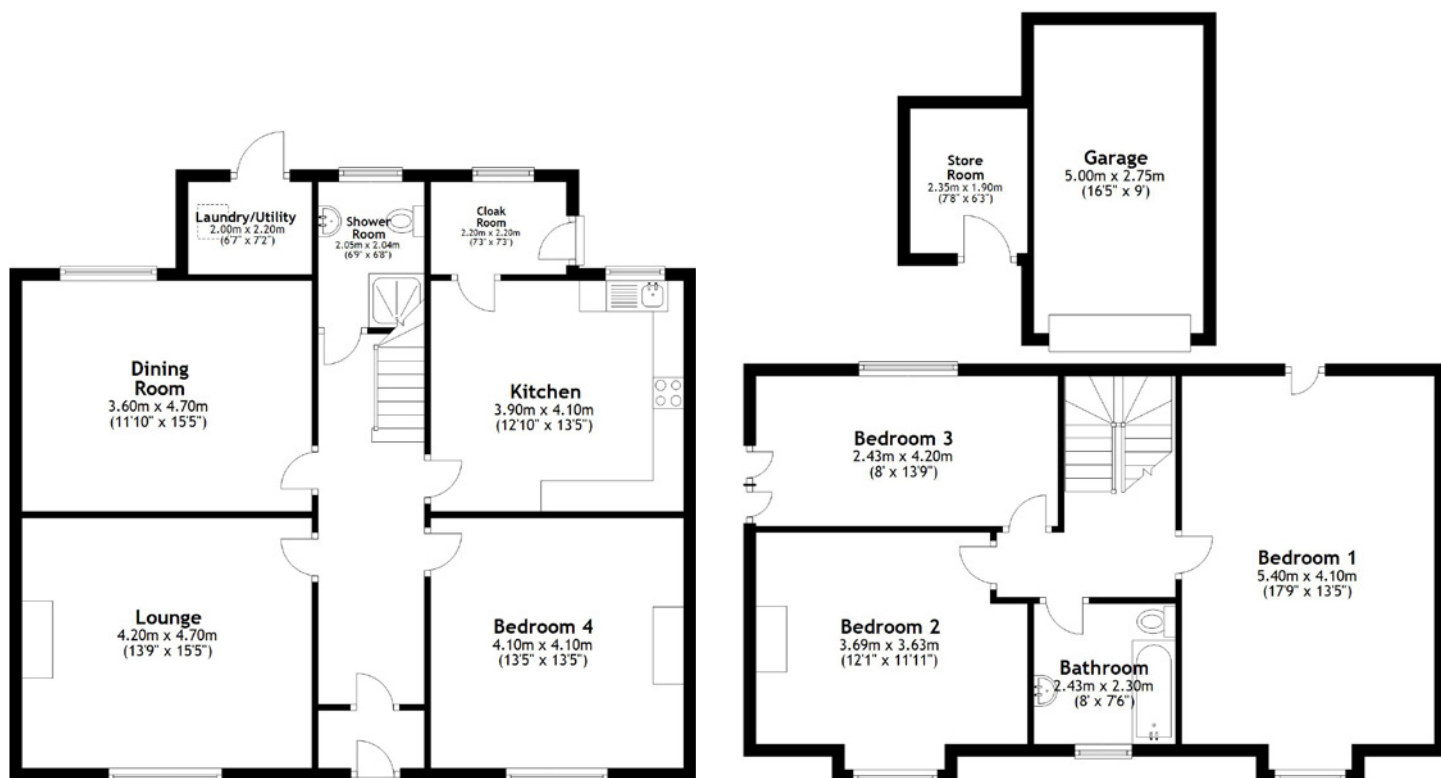 Laundry/Utility
2.00m x 2.20m
(6'7" x 7'2")
Shower
Room
2.05m x 2.04m
(6'9" x 6'8")
Cloak
Room
2.20m x 2.20m
(7'3" x 7'3")
Dining
Room
3.60m x 4.70m
(11'10" x 15'5")
Kitchen
3.90m x 4.10m
(12'10" x 13'5")
Lounge
4.20m x 4.70m
(13'9" x 15'5")
Bedroom 4
4.10m x 4.10m
(13'5" x 13'5")
Store
Room
2.35m x 1.90m
(7'8" x 6'3")
Garage
5.00m x 2.75m
(16'5" x 9')
Bedroom 3
2.43m x 4.20m
(8' x 13'9")
Bedroom 1
5.40m x 4.10m
(17'9" x 13'5")
Bedroom 2
3.69m x 3.63m
(12'1" x 11'11")
Bathroom
2.43m x 2.30m
(8' x 7'6")